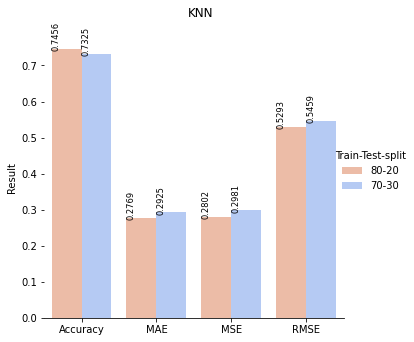 KNN
Result
0.0
0.1
0.2
0.3
0.4
0.5
0.6
0.7
0.7456
0.7325
0.2769
0.2925
0.2802
0.2981
0.5293
0.5459
Accuracy
MAE
MSE
RMSE
Train-Test-split
80-20
70-30